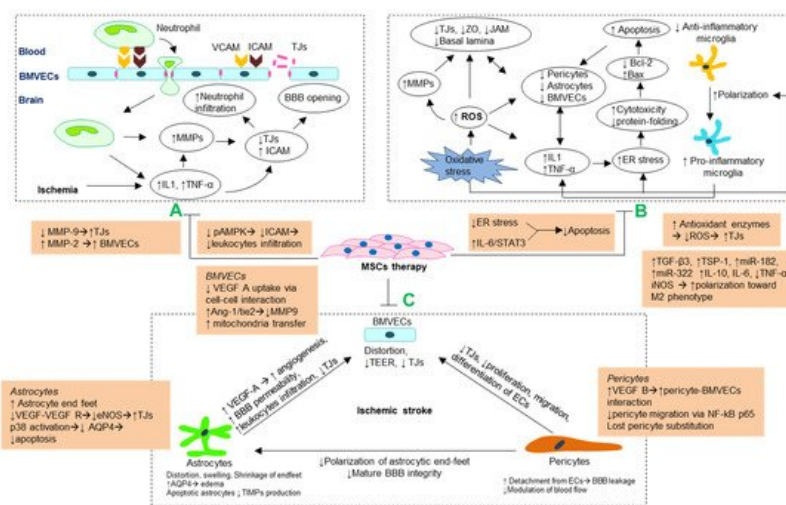 Neutrophil
VCAM ICAM TJs
Blood
BMVECs
Brain
↑Neutrophil
infiltration
BBB opening
↑MMPs
↓TJs
↑ ICAM
Ischemia
↑IL1, ↑TNF-α
A
↓TJs, ↓ZO, ↓JAM
↓Basal lamina
↑MMPs
↑ ROS
Oxidative
stress
↓ Pericytes
↓ Astrocytes
↓ BMVECs
↑IL1
↑TNF-α
↑ Apoptosis
↓Bcl-2
↑Bax
↑Cytotoxicity
↓protein-folding
↑ER stress
↓ Anti-inflammatory
microglia
↑Polarization
↑ Pro-inflammatory
microglia
B
↓ MMP-9→↑TJs
↑ MMP-2 → ↑ BMVECs
↓ pAMPK→ ↓ICAM→
↓leukocytes infiltration
↓ER stress
↑IL-6/STAT3
↓Apoptosis
MSCs therapy
↑ Antioxidant enzymes
→ ↓ROS→ ↑TJs
↑TGF-β3, ↑TSP-1, ↑miR-182,
↑miR-322 ↑IL-10, IL-6, ↓TNF-α
iNOS → ↑polarization toward
M2 phenotype
BMVECs
↓ VEGF A uptake via
cell-cell interaction
↑Ang-1/tie2→↓MMP9
↑ mitochondria transfer
C
BMVECs
Distortion,
↓TEER, ↓ TJs
↑ VEGF-A → ↑ angiogenesis,
↑ BBB permeability,
↑leukocytes infiltration, ↓TJs
↓TJs, ↓proliferation, migration,
differentiation of ECs
Ischemic stroke
Astrocytes
↑ Astrocyte end feet
↓VEGF-VEGF R→↓eNOS→↑TJs
p38 activation→↓ AQP4→
↓apoptosis
Pericytes
↑VEGF B→↑pericyte-BMVECs
interaction
↓pericyte migration via NF-kB p65
Lost pericyte substitution
Astrocytes
Distortion, swelling, Shrinkage of endfeet
↑AQP4→ edema
Apoptotic astrocytes ↓ TIMPs production
↓Polarization of astrocytic end-feet
↓Mature BBB integrity
Pericytes
↑ Detachment from ECs→ BBB leakage
↓Modulation of blood flow